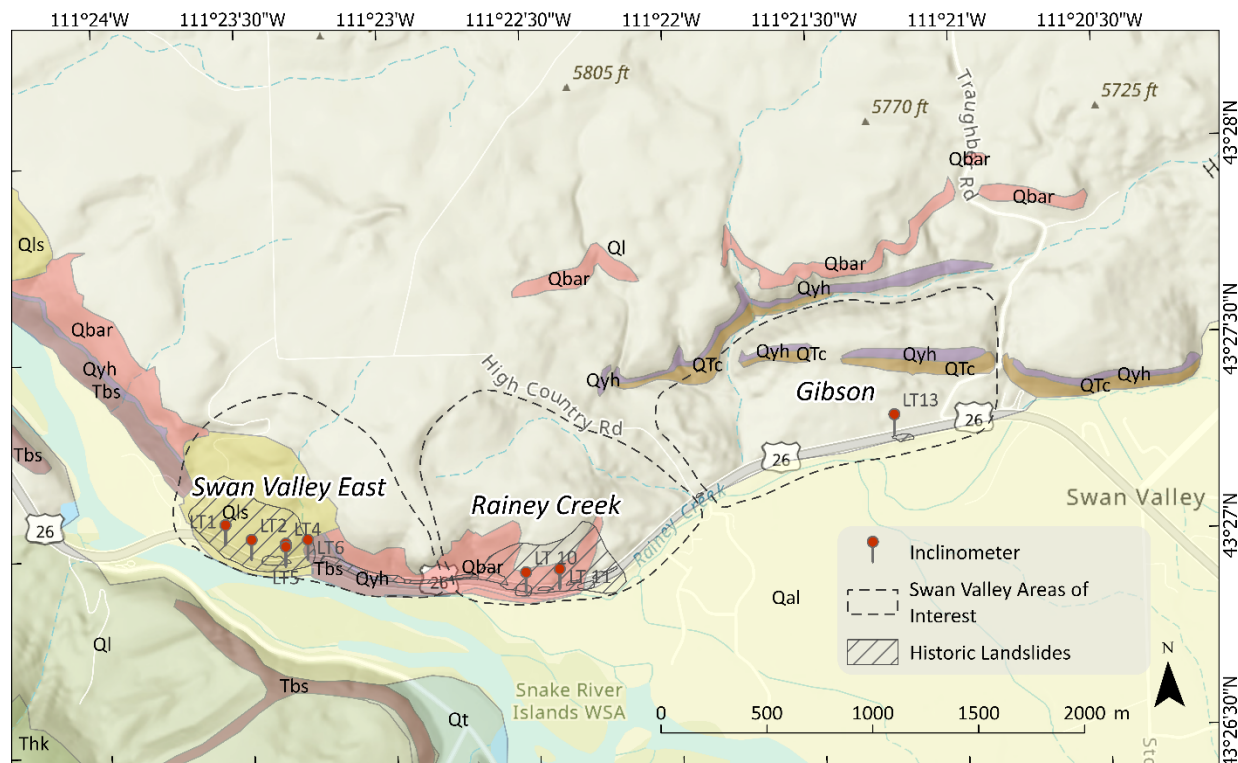 111°24'W
111°23'30"W
111°23'W
111°22'30"W
111°22'W
111°21'30"W
111°21'W
111°20'30"W
5805 ft
5770 ft
5725 ft
Traughber Rd
43°28'N
Qbar
Qbar
Qls
Ql
Qbar
Qbar
Qyh
Qbar
Qyh
Tbs
43°27'30"N
Qyh
QTc
Qyh
QTc
Qyh
QTc
QTc
Qyh
Qyh
High Country Rd
Gibson
LT13
26
26
Tbs
Swan Valley East
Rainey Creek
Rainey Creek
Swan Valley
26
Qls
LT1
LT2
LT4
LT6
LT5
Tbs
Qyh
26
Qbar
LT 10
LT 11
43°27'N
Inclinometer
Swan Valley Areas of
Interest
Historic Landslides
Qal
N
Ql
Tbs
Snake River
Islands WSA
Qt
Thk
0
500
1000
1500
2000 m
43°26'30"N
Sto
H